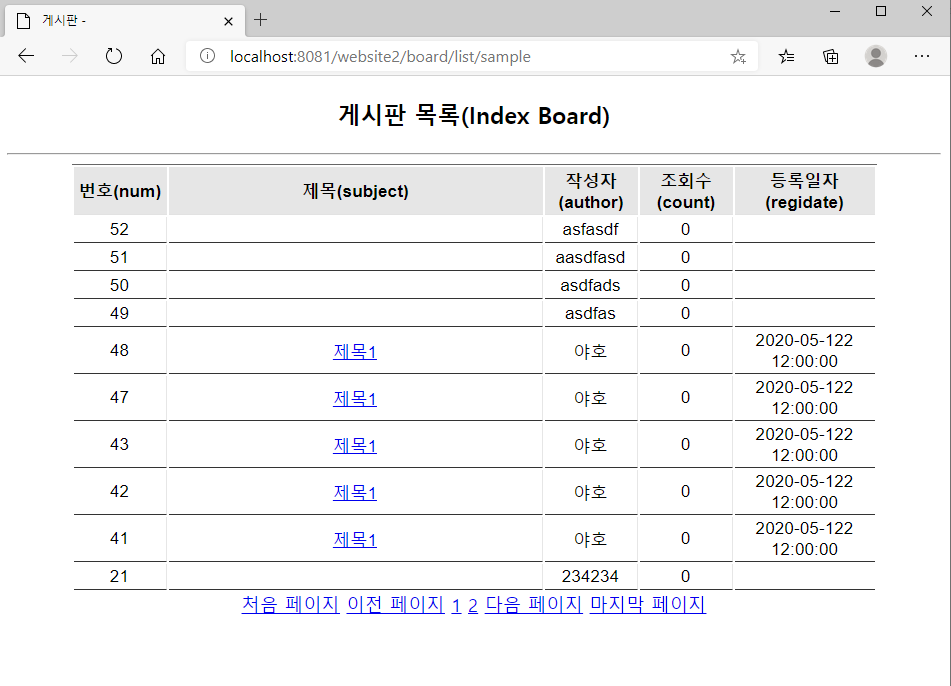 게시판 -
localhost:8081/website2/board/list/sample
게시판 목록(Index Board)
번호(num) 제목(subject) 작성자(author) 조회수(count) 등록일자(regidate)
52 asfasdf 0
51 aasdfasd 0
50 asdfads 0
49 asdfas 0
48 제목1 야호 0 2020-05-122 12:00:00
47 제목1 야호 0 2020-05-122 12:00:00
43 제목1 야호 0 2020-05-122 12:00:00
42 제목1 야호 0 2020-05-122 12:00:00
41 제목1 야호 0 2020-05-122 12:00:00
21 234234 0
처음 페이지 이전 페이지 1 2 다음 페이지 마지막 페이지